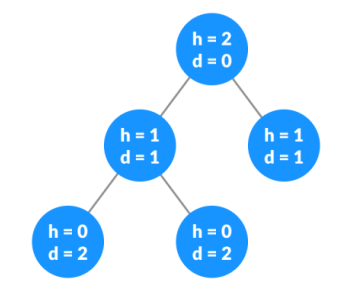 h = 2
d = 0
h = 1
d = 1
h = 1
d = 1
h = 0
d = 2
h = 0
d = 2